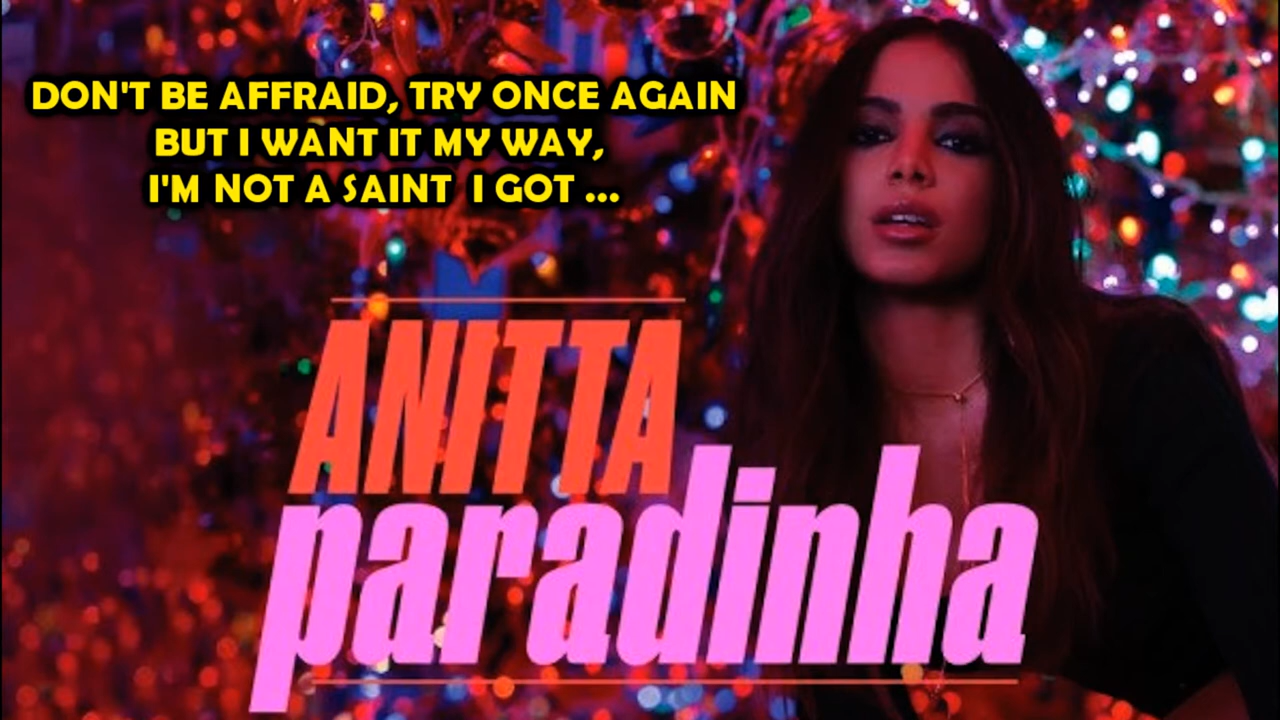 DON'T BE AFFRAID, TRY ONCE AGAIN
BUT I WANT IT MY WAY,
I'M NOT A SAINT I GOT ...
ANITTA
paradinha